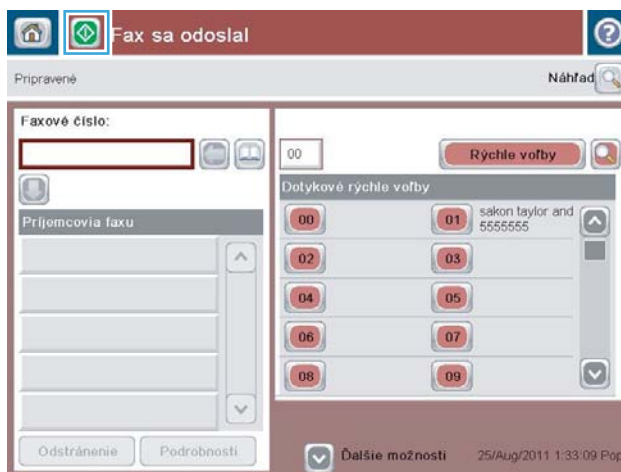 Fax sa odoslal
Pripravené
Náhľad
Faxové číslo:
00
Rýchle voľby
Dotykové rýchle voľby
Príjemcovia faxu
00
01
sakon taylor and
5555555
02
03
04
05
06
07
08
09
Odstránenie
Podrobnosti
Ďalšie možnosti
25/Aug/2011 1:33:09 Pop